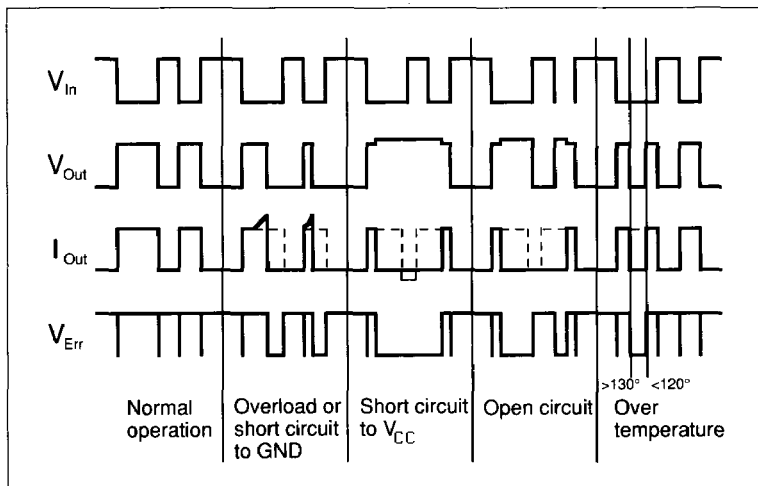 V_In
V_Out
I_Out
V_Err
>130° <120°
Normal operation
Overload or short circuit to GND
Short circuit to V_CC
Open circuit
Over temperature